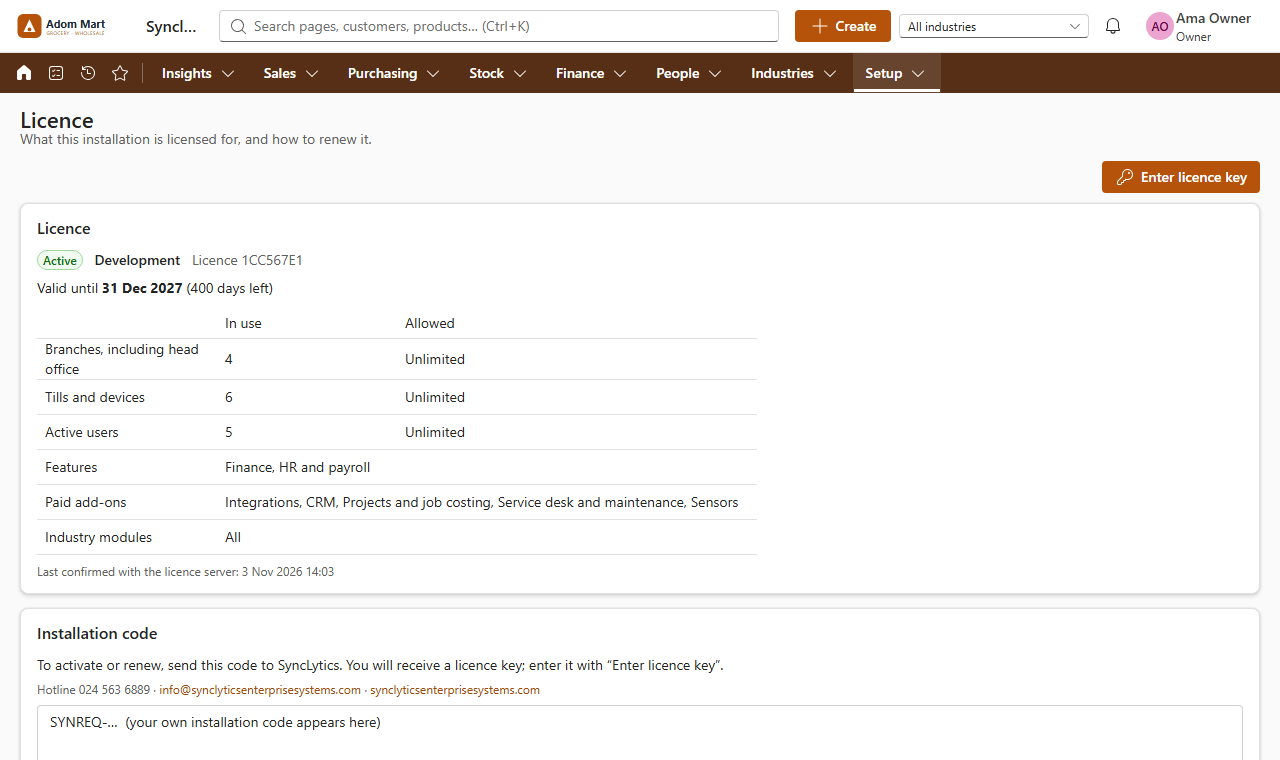 Adom Mart
GROCERY · WHOLESALE
Syncl...
Search pages, customers, products... (Ctrl+K)
Create
All industries
AO
Ama Owner
Owner
Insights
Sales
Purchasing
Stock
Finance
People
Industries
Setup
Licence
What this installation is licensed for, and how to renew it.
Enter licence key
Licence
Active Development Licence 1CC567E1
Valid until 31 Dec 2027 (400 days left)
In use Allowed
Branches, including head
office 4 Unlimited
Tills and devices 6 Unlimited
Active users 5 Unlimited
Features Finance, HR and payroll
Paid add-ons Integrations, CRM, Projects and job costing, Service desk and maintenance, Sensors
Industry modules All
Last confirmed with the licence server: 3 Nov 2026 14:03
Installation code
To activate or renew, send this code to SyncLytics. You will receive a licence key; enter it with “Enter licence key”.
Hotline 024 563 6889 · info@synclyticsenterprisesystems.com · synclyticsenterprisesystems.com
SYNREQ-... (your own installation code appears here)